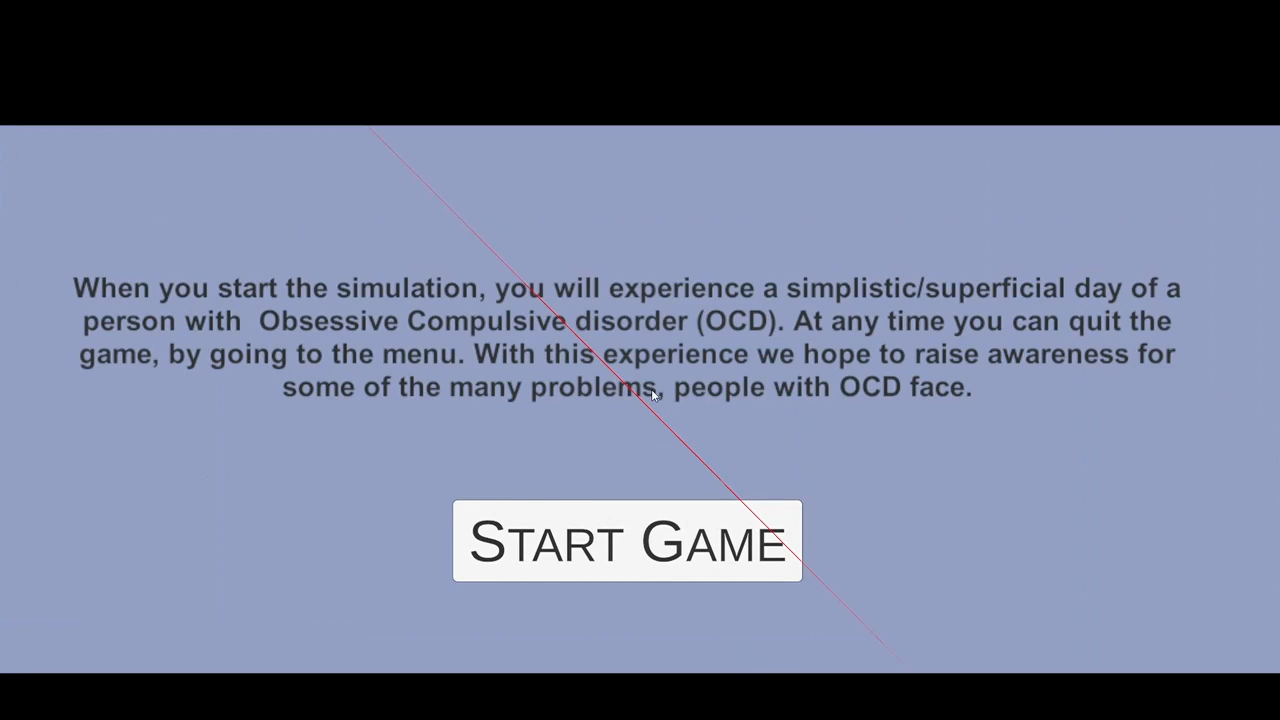 When you start the simulation, you will experience a simplistic/superficial day of a
person with  Obsessive Compulsive disorder (OCD). At any time you can quit the
game, by going to the menu. With this experience we hope to raise awareness for
some of the many problems, people with OCD face.
START GAME